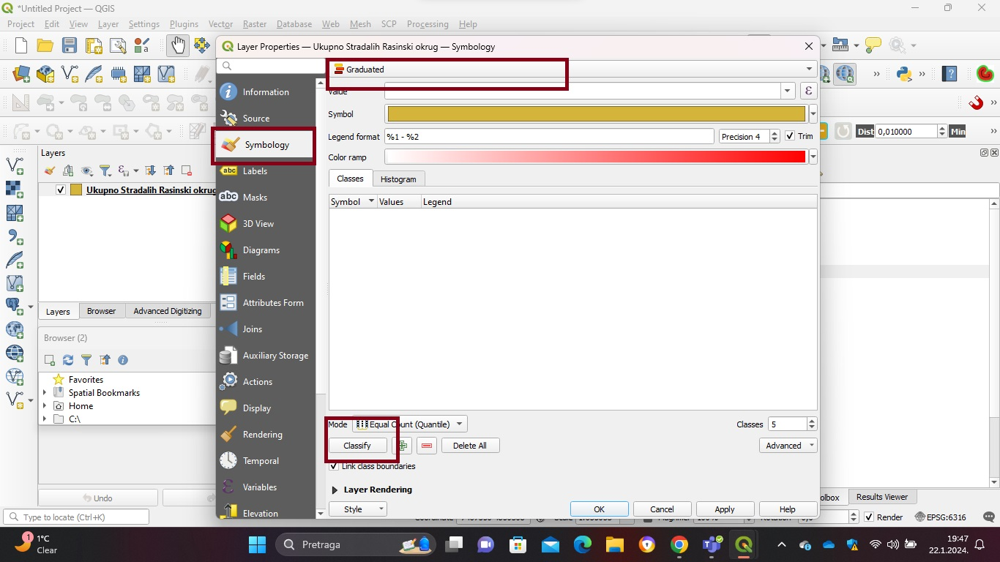 *Untitled Project — QGIS
Project Edit View Layer Settings Plugins Vector Raster Database Web Mesh SCP Processing Help
Layer Properties — Ukupno Stradalih Rasinski okrug — Symbology
Graduated
Information
Value
ε
Source
Symbol
Symbology
Legend format %1 - %2 Precision 4 Trim
Dist 0,010000 Min
Color ramp
Layers
abc Labels
Classes Histogram
Ukupno Stradalih Rasinski okrug
abc Masks
Symbol Values Legend
3D View
Diagrams
Fields
Attributes Form
Layers Browser Advanced Digitizing
Joins
Browser (2)
Auxiliary Storage
Favorites
Actions
Spatial Bookmarks
Home
Display
C:\
Mode Equal Count (Quantile) Classes 5
Rendering
Classify Delete All Advanced
Temporal
Link class boundaries
Variables
Layer Rendering
Undo
olbox Results Viewer
Elevation
Style OK Cancel Apply Help
Type to locate (Ctrl+K)
Render EPSG:6316
1
1°C
Clear
Pretraga
19:47
22.1.2024.